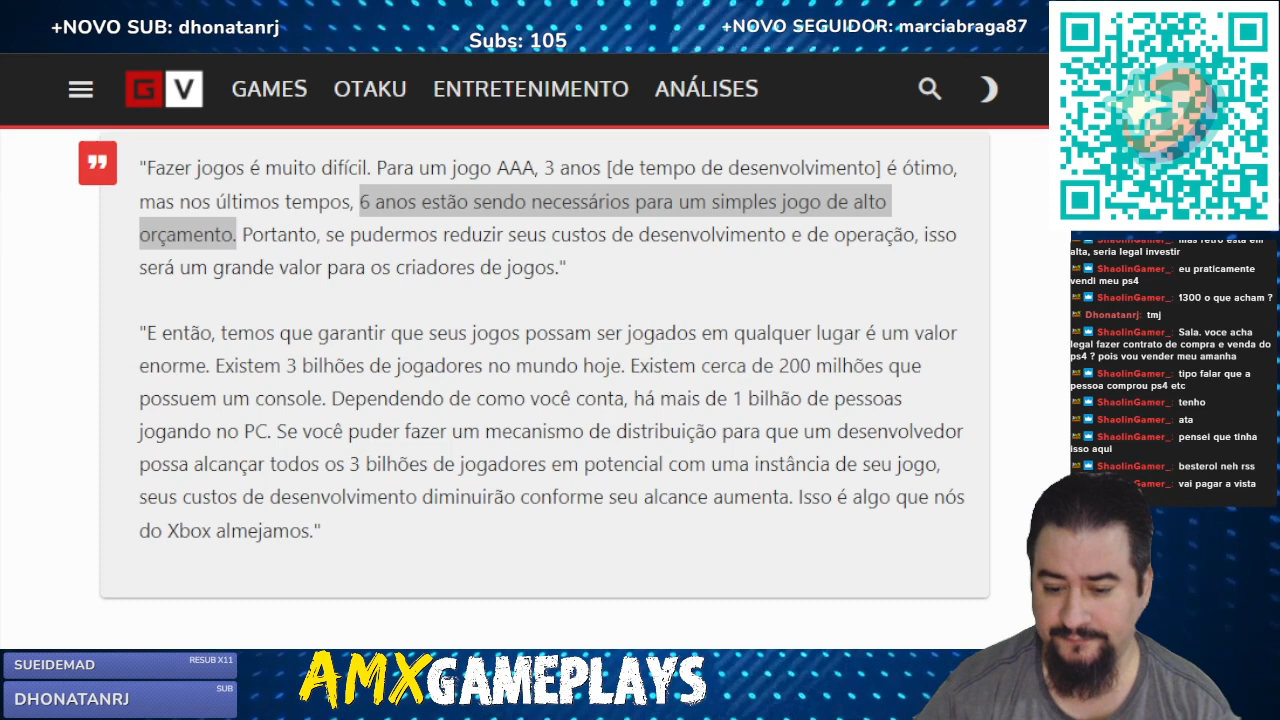 +NOVO SUB: dhonatanrj
Subs: 105
+NOVO SEGUIDOR: marciabraga87
GV
GAMES OTAKU ENTRETENIMENTO ANÁLISES
"Fazer jogos é muito difícil. Para um jogo AAA, 3 anos [de tempo de desenvolvimento] é ótimo,
mas nos últimos tempos, 6 anos estão sendo necessários para um simples jogo de alto
orçamento. Portanto, se pudermos reduzir seus custos de desenvolvimento e de operação, isso
será um grande valor para os criadores de jogos."
"E então, temos que garantir que seus jogos possam ser jogados em qualquer lugar é um valor
enorme. Existem 3 bilhões de jogadores no mundo hoje. Existem cerca de 200 milhões que
possuem um console. Dependendo de como você conta, há mais de 1 bilhão de pessoas
jogando no PC. Se você puder fazer um mecanismo de distribuição para que um desenvolvedor
possa alcançar todos os 3 bilhões de jogadores em potencial com uma instância de seu jogo,
seus custos de desenvolvimento diminuirão conforme seu alcance aumenta. Isso é algo que nós
do Xbox almejamos."
ShaolinGamer_: mas retro está em
alta, seria legal investir
ShaolinGamer_: eu praticamente
vendi meu ps4
ShaolinGamer_: 1300 o que acham ?
Dhonatanrj: tmj
ShaolinGamer_: Sala. voce acha
legal fazer contrato de compra e venda do
ps4 ? pois vou vender meu amanha
ShaolinGamer_: tipo falar que a
pessoa comprou ps4 etc
ShaolinGamer_: tenho
ShaolinGamer_: ata
ShaolinGamer_: pensei que tinha
isso aqui
ShaolinGamer_: besterol neh rss
Gamer_: vai pagar a vista
SUEIDEMAD RESUB X11
DHONATANRJ SUB
AMXGAMEPLAYS